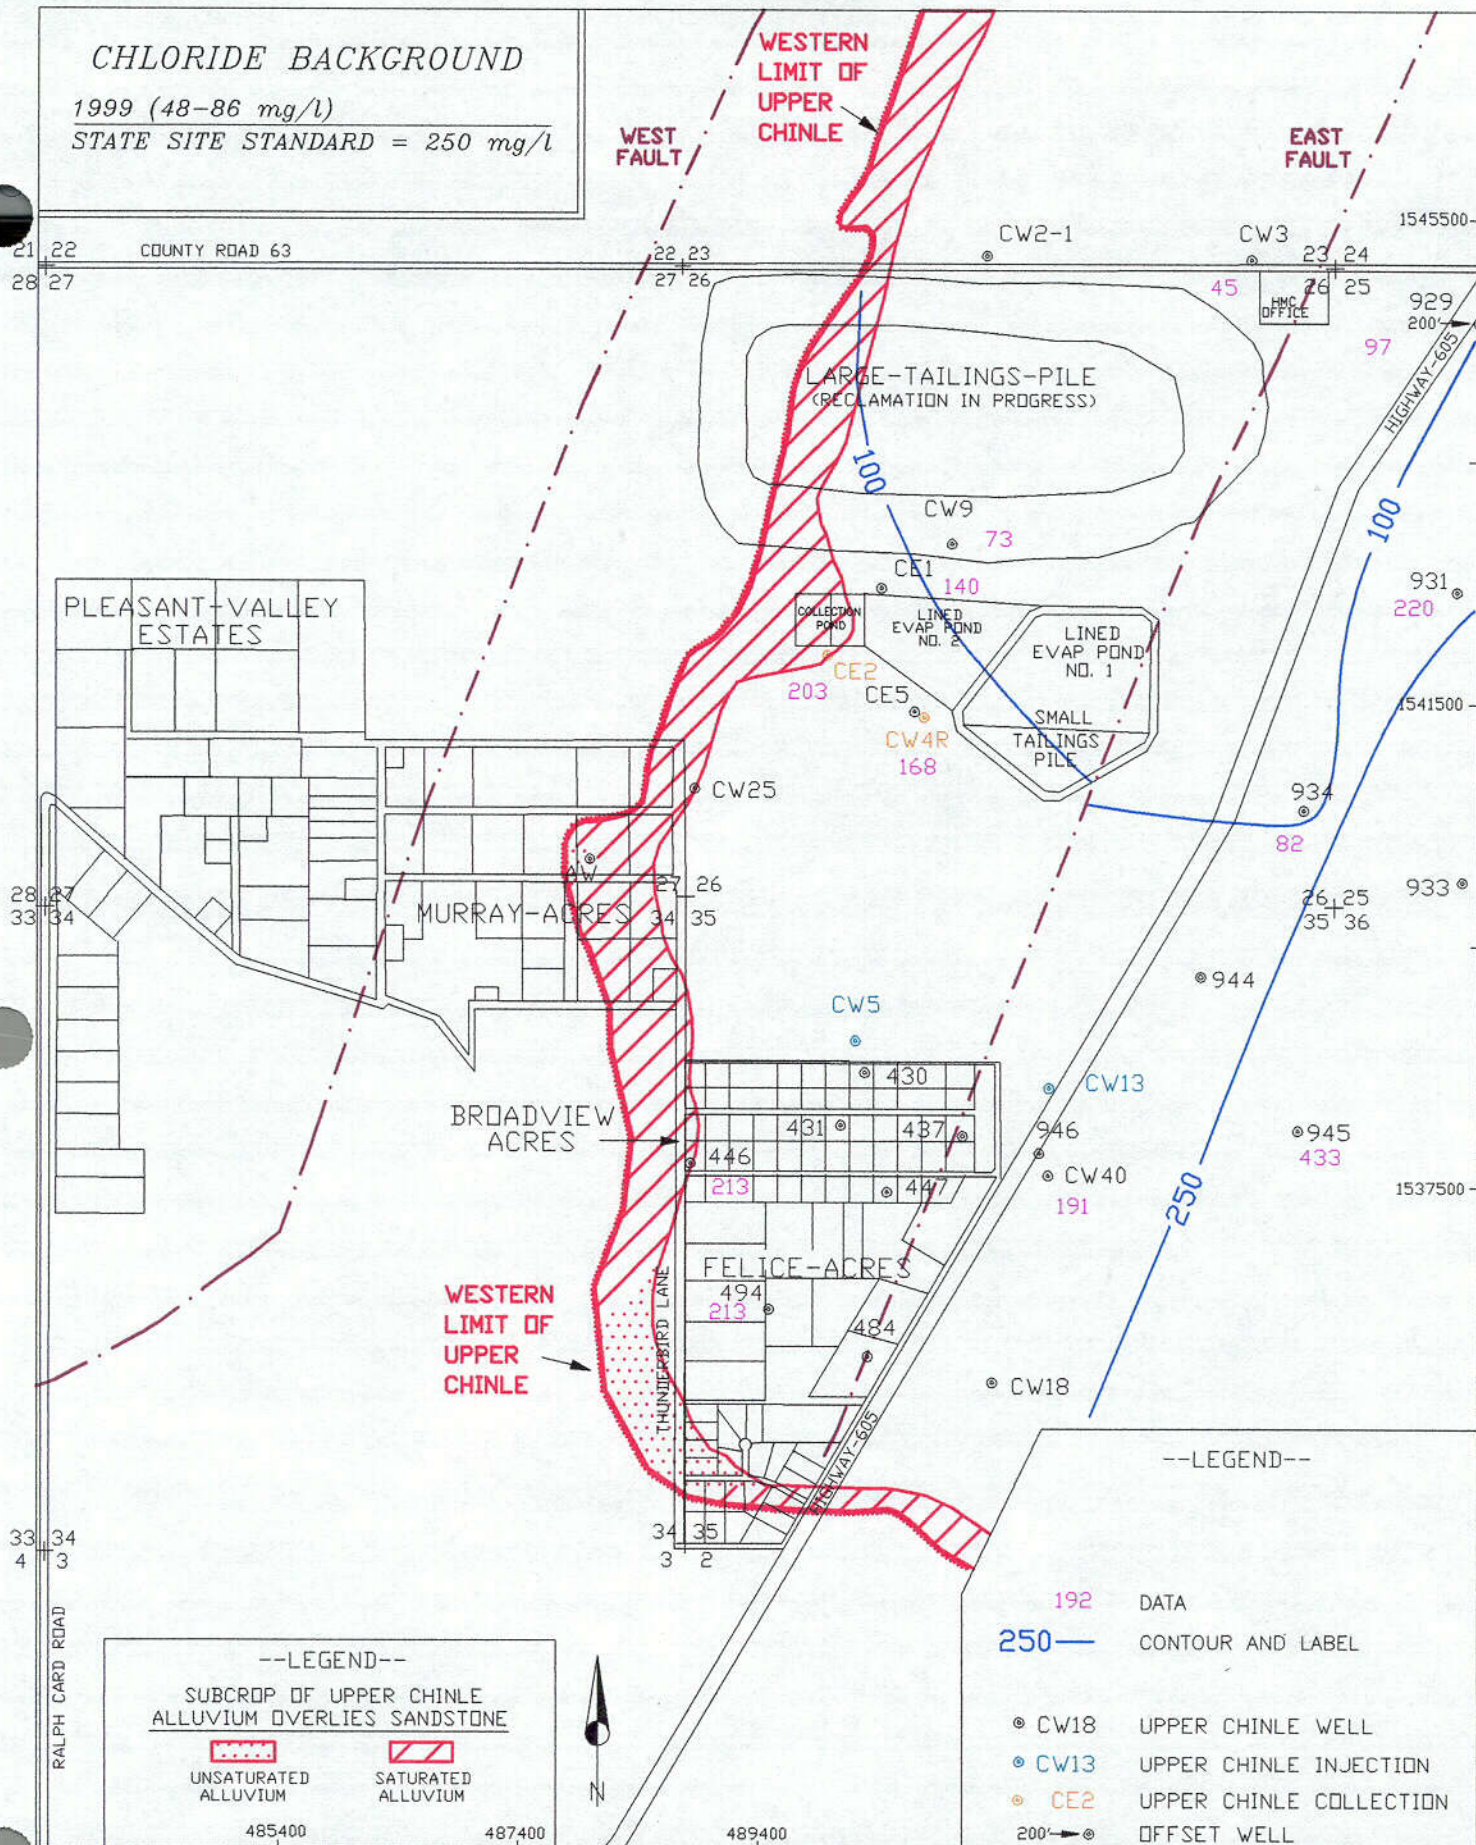 CHLORIDE BACKGROUND
1999 (48-86 mg/l)
STATE SITE STANDARD = 250 mg/l
WESTERN
LIMIT OF
UPPER
CHINLE
WEST
FAULT
EAST
FAULT
1545500
21 22
28 27
COUNTY ROAD 63
22 23
27 26
CW2-1
CW3
45
23 24
26 25
HMC
OFFICE
929
200'
97
HIGHWAY-605
LARGE-TAILINGS-PILE
(RECLAMATION IN PROGRESS)
100
100
CW9
73
CE1
140
931
220
COLLECTION
POND
LINED
EVAP POND
NO. 2
LINED
EVAP POND
NO. 1
PLEASANT-VALLEY
ESTATES
CE2
203
CE5
CW4R
168
SMALL
TAILINGS
PILE
1541500
CW25
934
82
AW
933
28 27
33 34
27 26
34 35
26 25
35 36
MURRAY-ACRES
944
CW5
430
CW13
BROADVIEW
ACRES
431
437
946
945
433
446
213
447
CW40
191
1537500
250
FELICE-ACRES
494
213
484
THUNDERBIRD LANE
WESTERN
LIMIT OF
UPPER
CHINLE
CW18
HIGHWAY-605
33 34
4 3
34 35
3 2
RALPH CARD ROAD
--LEGEND--
SUBCROP OF UPPER CHINLE
ALLUVIUM OVERLIES SANDSTONE
UNSATURATED
ALLUVIUM
SATURATED
ALLUVIUM
N
485400
487400
489400
--LEGEND--
192 DATA
250 CONTOUR AND LABEL
CW18 UPPER CHINLE WELL
CW13 UPPER CHINLE INJECTION
CE2 UPPER CHINLE COLLECTION
200' OFFSET WELL